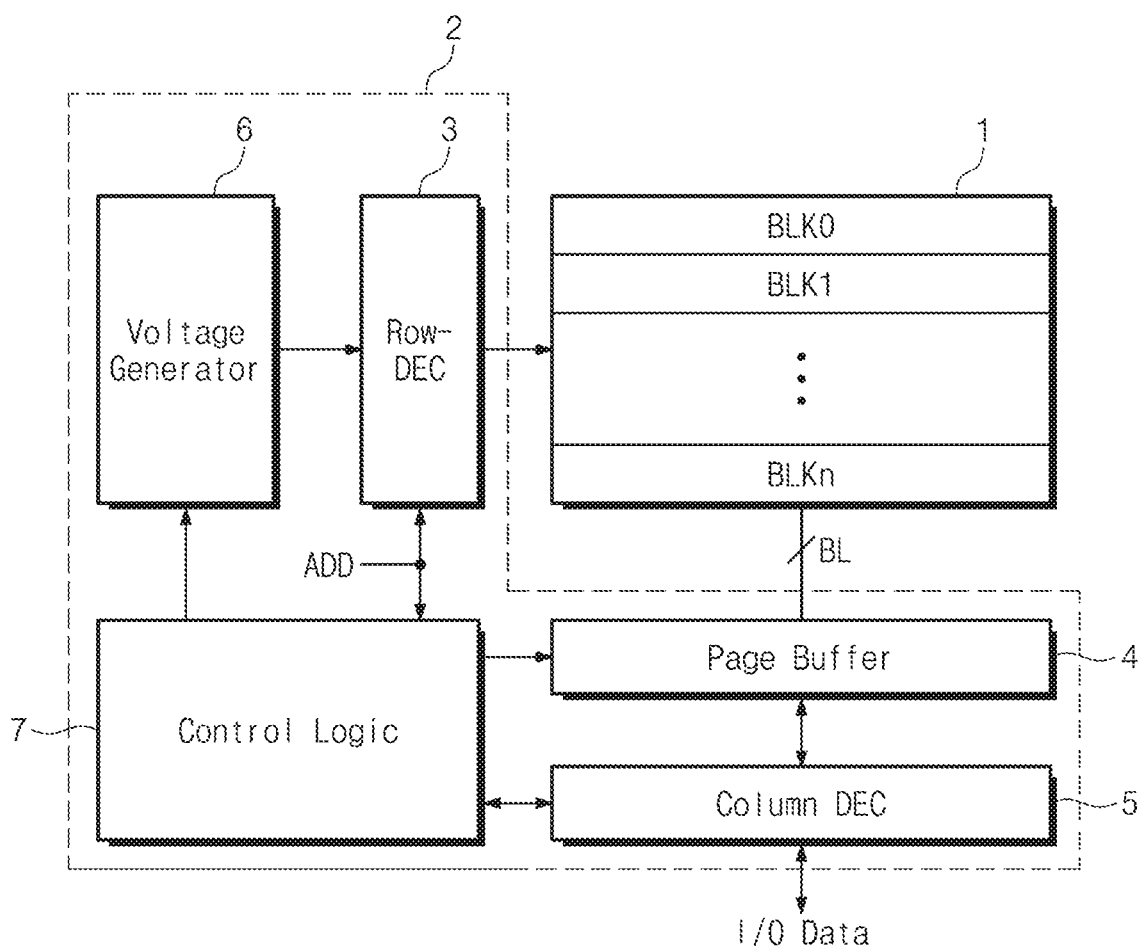 2
6
3
1
BLK0
BLK1
Voltage
Generator
Row-
DEC
BLKn
ADD
BL
Page Buffer
4
7
Control Logic
Column DEC
5
I/O Data